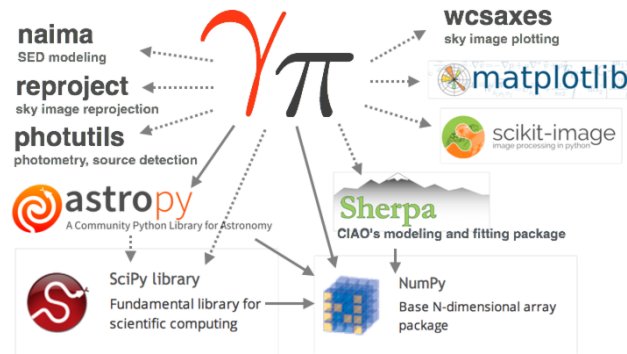 naima
SED modeling
reproject
sky image reprojection
photutils
photometry, source detection
γπ
wcsaxes
sky image plotting
matplotlib
scikit-image
image processing in python
astropy
A Community Python Library for Astronomy
Sherpa
CIAO's modeling and fitting package
SciPy library
Fundamental library for
scientific computing
N
NumPy
Base N-dimensional array
package